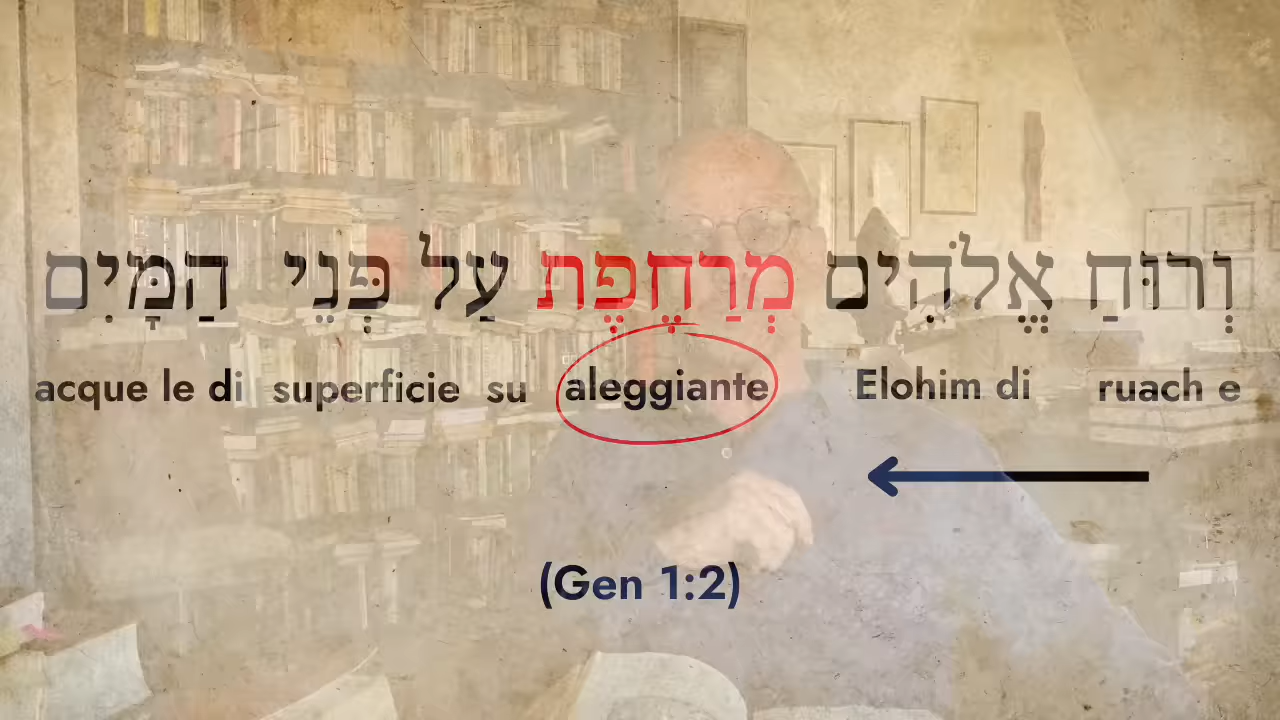 וְרוּחַ אֱלֹהִים מְרַחֶפֶת עַל פְּנֵי הַמָּיִם
acque le di superficie su aleggiante Elohim di ruach e
(Gen 1:2)